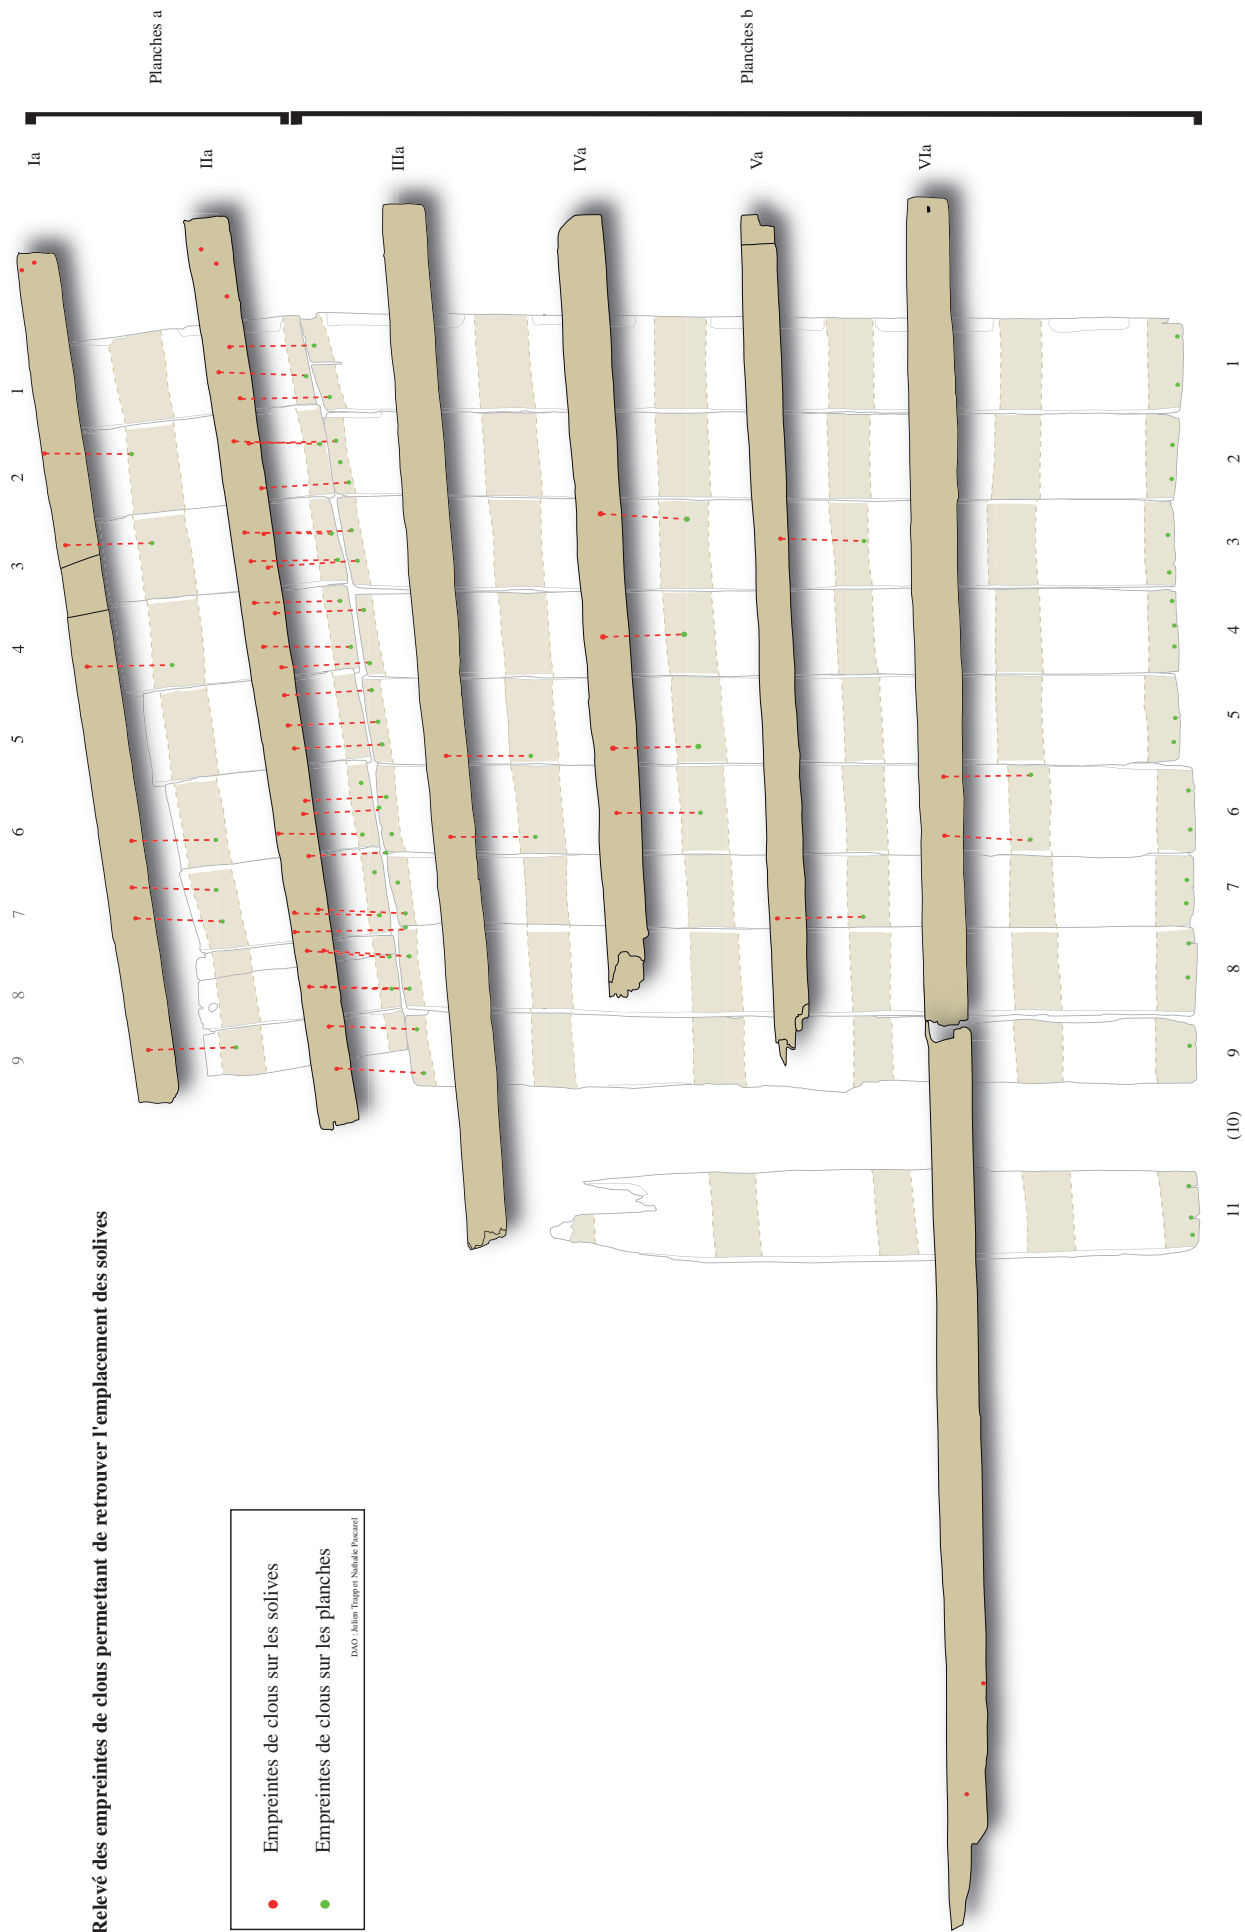 Relevé des empreintes de clous permettant de retrouver l'emplacement des solives
Planches a
Planches b
Ia
IIa
IIIa
IVa
Va
VIa
1
2
3
4
5
6
7
8
9
1
2
3
4
5
6
7
8
9
(10)
11
Empreintes de clous sur les solives
Empreintes de clous sur les planches
DAO : Julien Trapp et Nathalie Pascarel